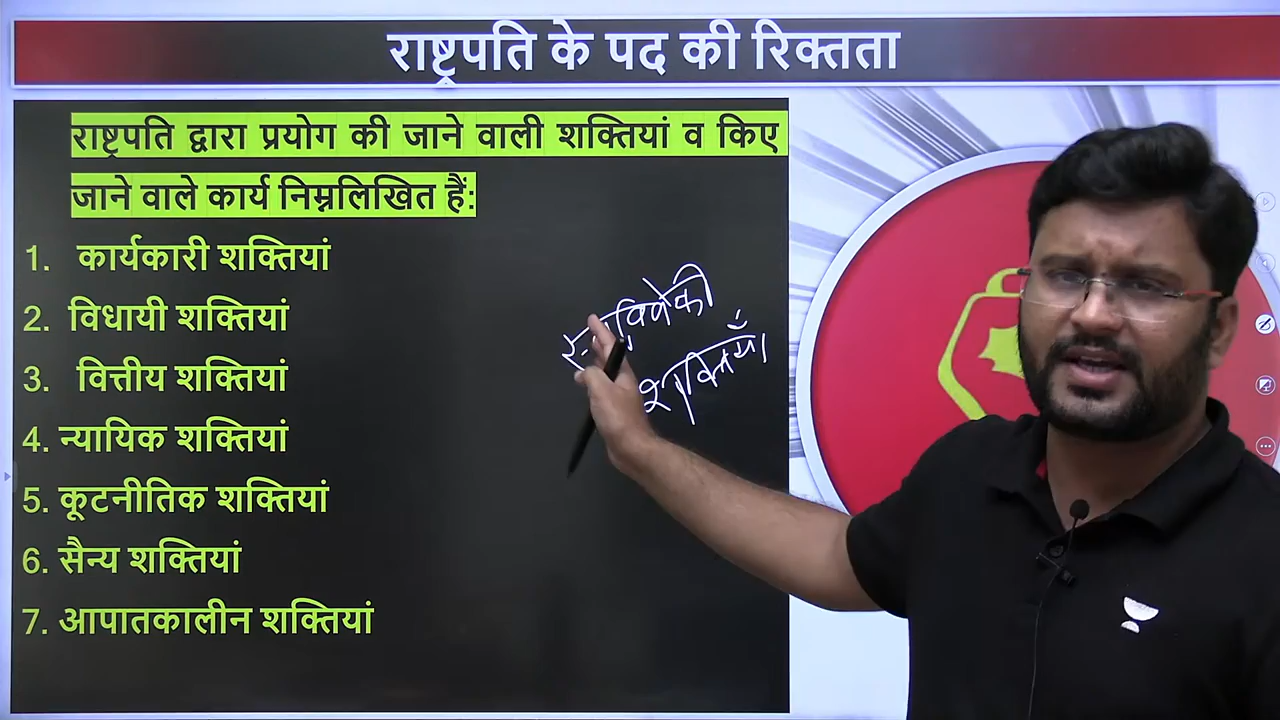 राष्ट्रपति के पद की रिक्तता
राष्ट्रपति द्वारा प्रयोग की जाने वाली शक्तियां व किए
जाने वाले कार्य निम्नलिखित हैं:
1. कार्यकारी शक्तियां
2. विधायी शक्तियां
3. वित्तीय शक्तियां
4. न्यायिक शक्तियां
5. कूटनीतिक शक्तियां
6. सैन्य शक्तियां
7. आपातकालीन शक्तियां
शक्तियाँ